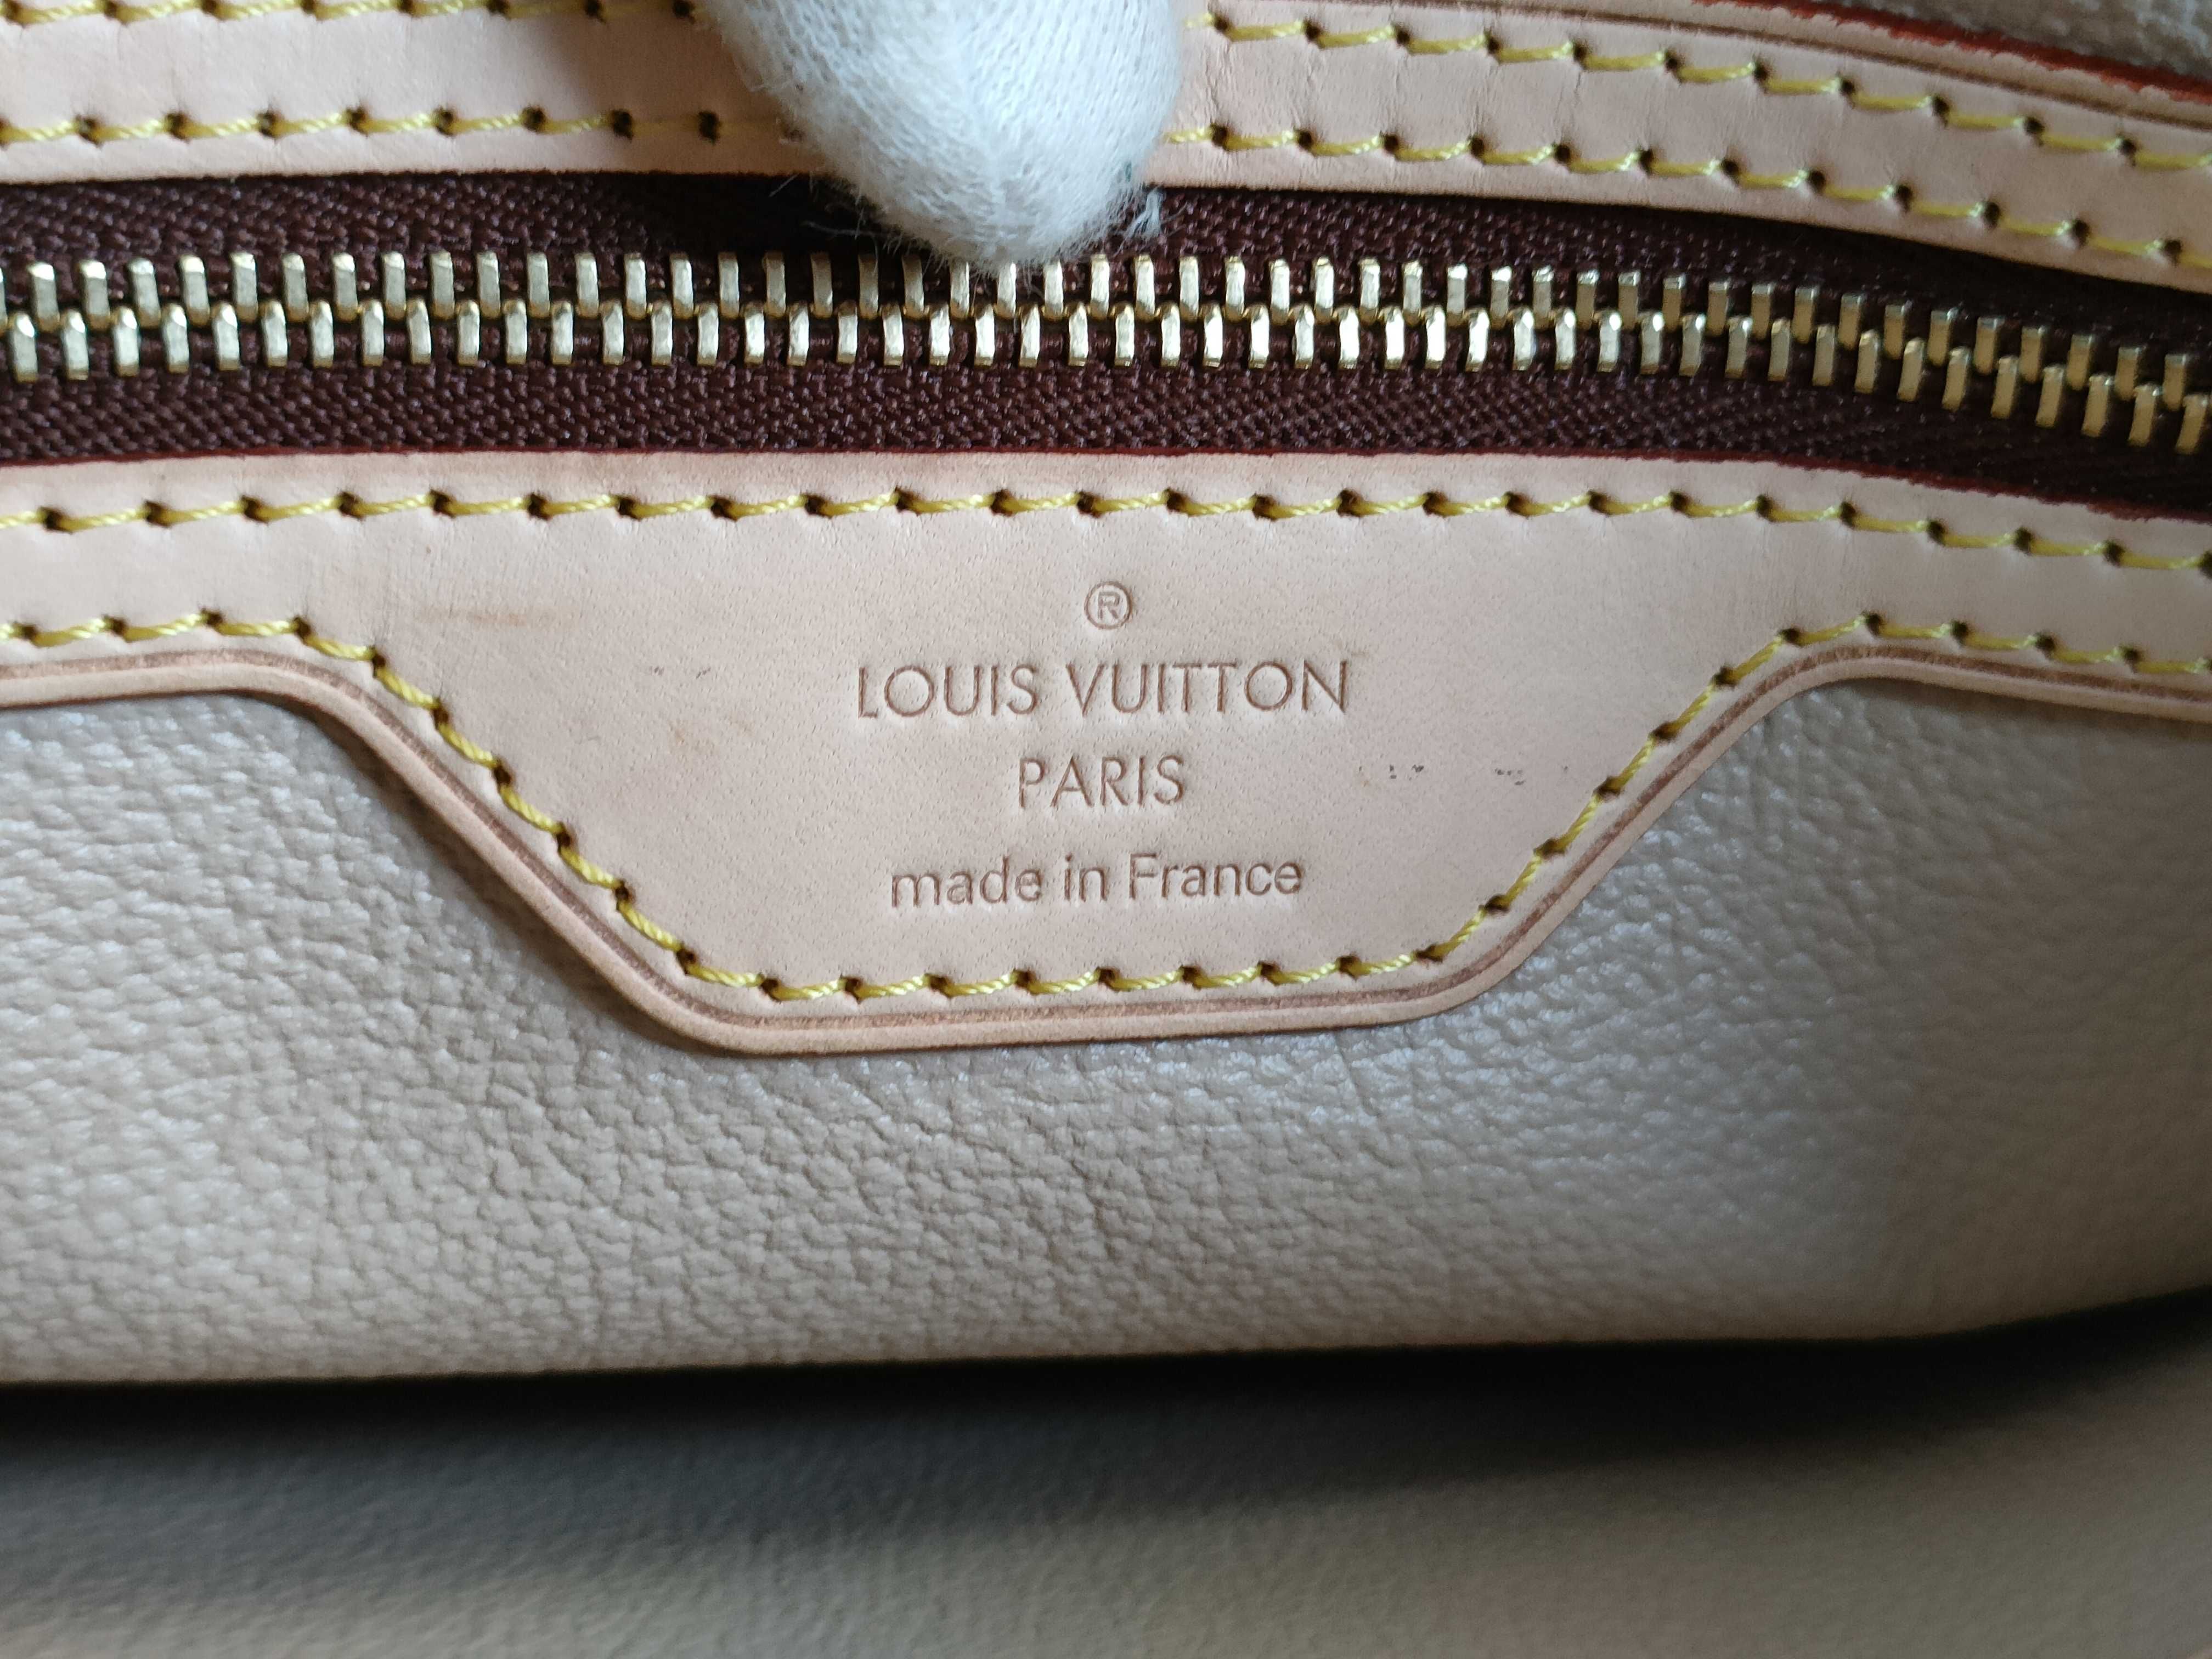 ®
LOUIS VUITTON
PARIS
made in France